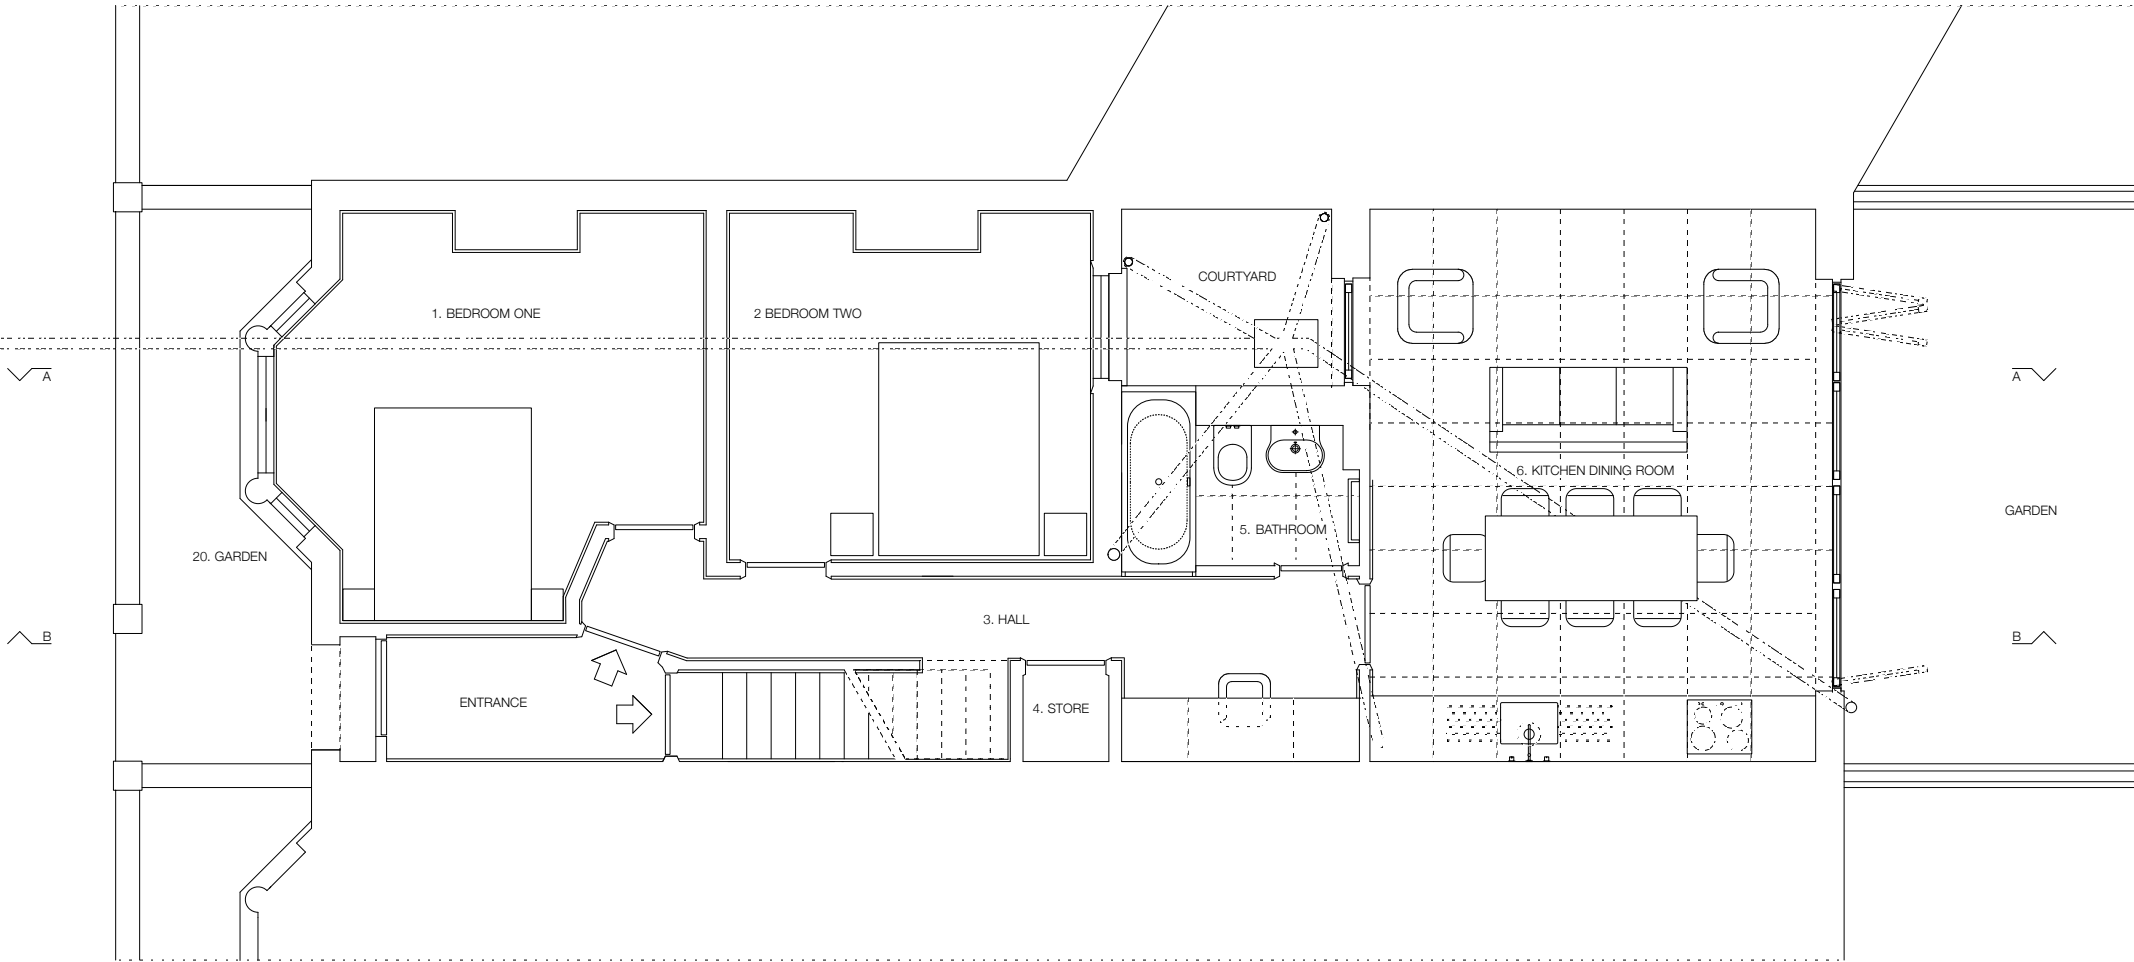 COURTYARD
1. BEDROOM ONE
2 BEDROOM TWO
A
A
6. KITCHEN DINING ROOM
GARDEN
5. BATHROOM
20. GARDEN
3. HALL
B
B
ENTRANCE
4. STORE